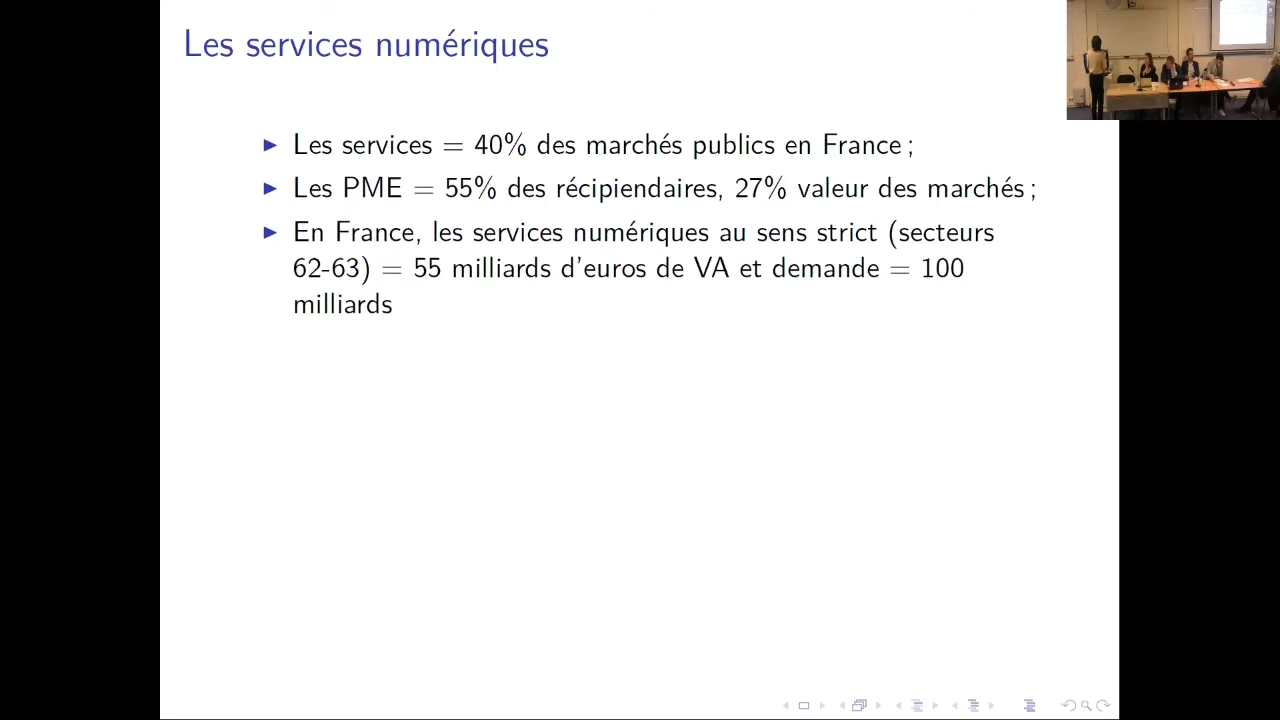 Les services numériques
Les services = 40% des marchés publics en France ;
Les PME = 55% des récipiendaires, 27% valeur des marchés ;
En France, les services numériques au sens strict (secteurs
62-63) = 55 milliards d'euros de VA et demande = 100
milliards